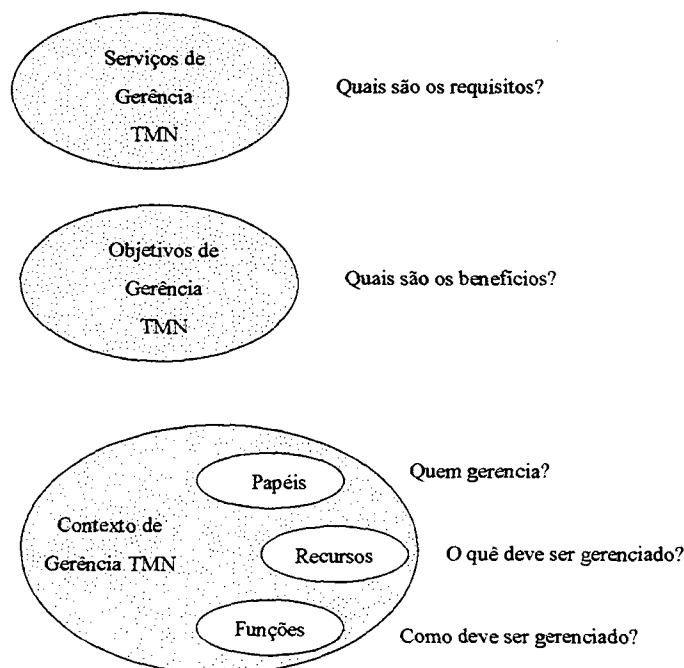 Serviços de
Gerência
TMN
Quais são os requisitos?
Objetivos de
Gerência
TMN
Quais são os benefícios?
Contexto de
Gerência TMN
Papéis
Quem gerencia?
Recursos
O quê deve ser gerenciado?
Funções
Como deve ser gerenciado?